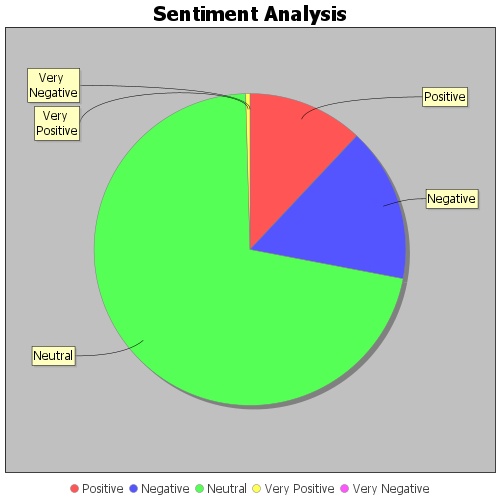 Sentiment Analysis
Very
Negative
Very
Positive
Positive
Negative
Neutral
Positive Negative Neutral Very Positive Very Negative